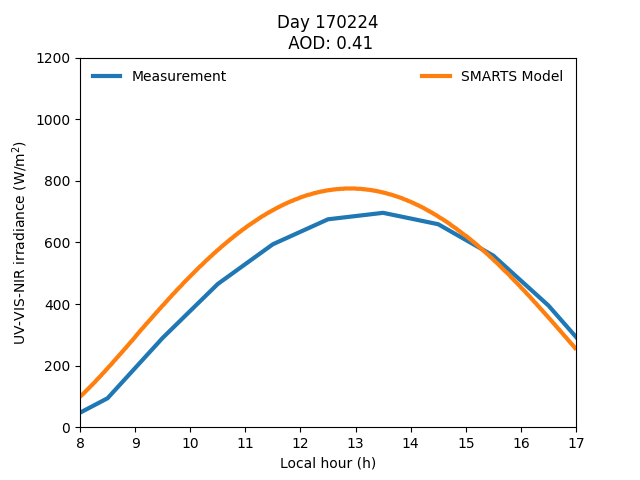 Day 170224
AOD: 0.41
Measurement
SMARTS Model
UV-VIS-NIR irradiance (W/m²)
1200
1000
800
600
400
200
0
8 9 10 11 12 13 14 15 16 17
Local hour (h)